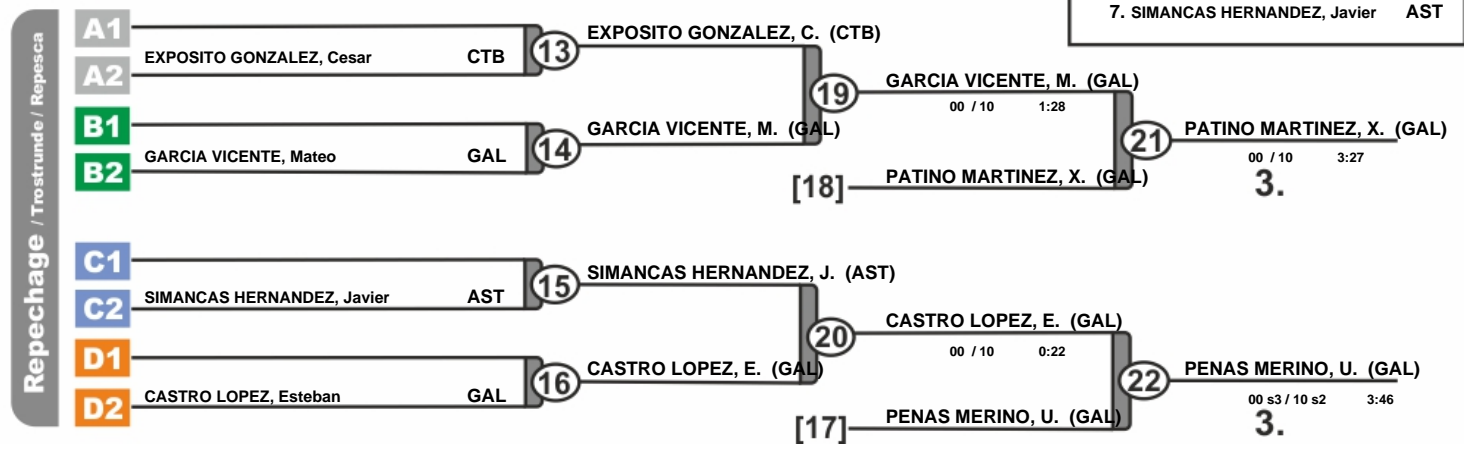 7. SIMANCAS HERNANDEZ, Javier AST
Repechage / Trostrunde / Repesca
A1
EXPOSITO GONZALEZ, Cesar CTB
A2
13
EXPOSITO GONZALEZ, C. (CTB)
B1
GARCIA VICENTE, Mateo GAL
B2
14
GARCIA VICENTE, M. (GAL)
19
GARCIA VICENTE, M. (GAL)
00 / 10 1:28
[18]
PATINO MARTINEZ, X. (GAL)
21
PATINO MARTINEZ, X. (GAL)
00 / 10 3:27
3.
C1
SIMANCAS HERNANDEZ, Javier AST
C2
15
SIMANCAS HERNANDEZ, J. (AST)
D1
CASTRO LOPEZ, Esteban GAL
D2
16
CASTRO LOPEZ, E. (GAL)
20
CASTRO LOPEZ, E. (GAL)
00 / 10 0:22
[17]
PENAS MERINO, U. (GAL)
22
PENAS MERINO, U. (GAL)
00 s3 / 10 s2 3:46
3.